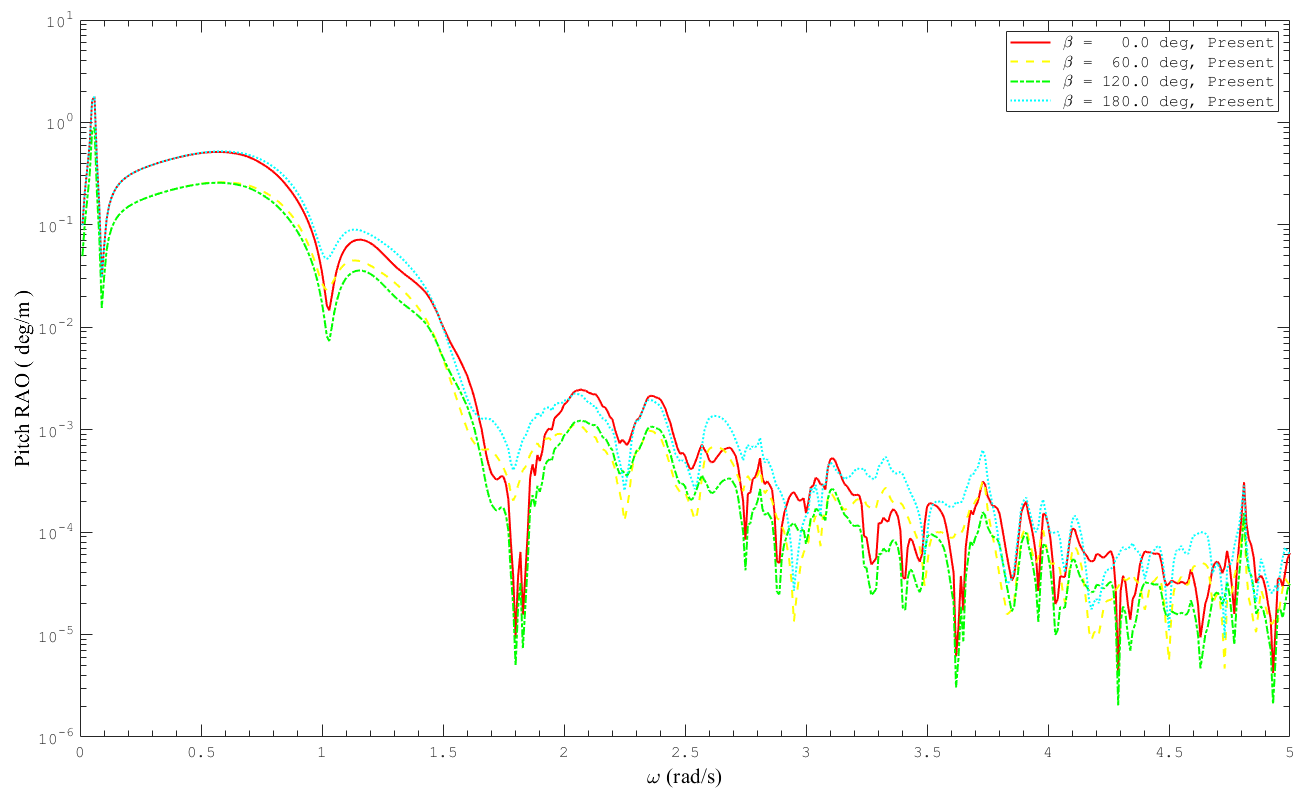 10^1
β = 0.0 deg, Present
β = 60.0 deg, Present
β = 120.0 deg, Present
β = 180.0 deg, Present
10^0
10^-1
10^-2
10^-3
10^-4
10^-5
10^-6
Pitch RAO ( deg/m )
0 0.5 1 1.5 2 2.5 3 3.5 4 4.5 5
ω (rad/s)